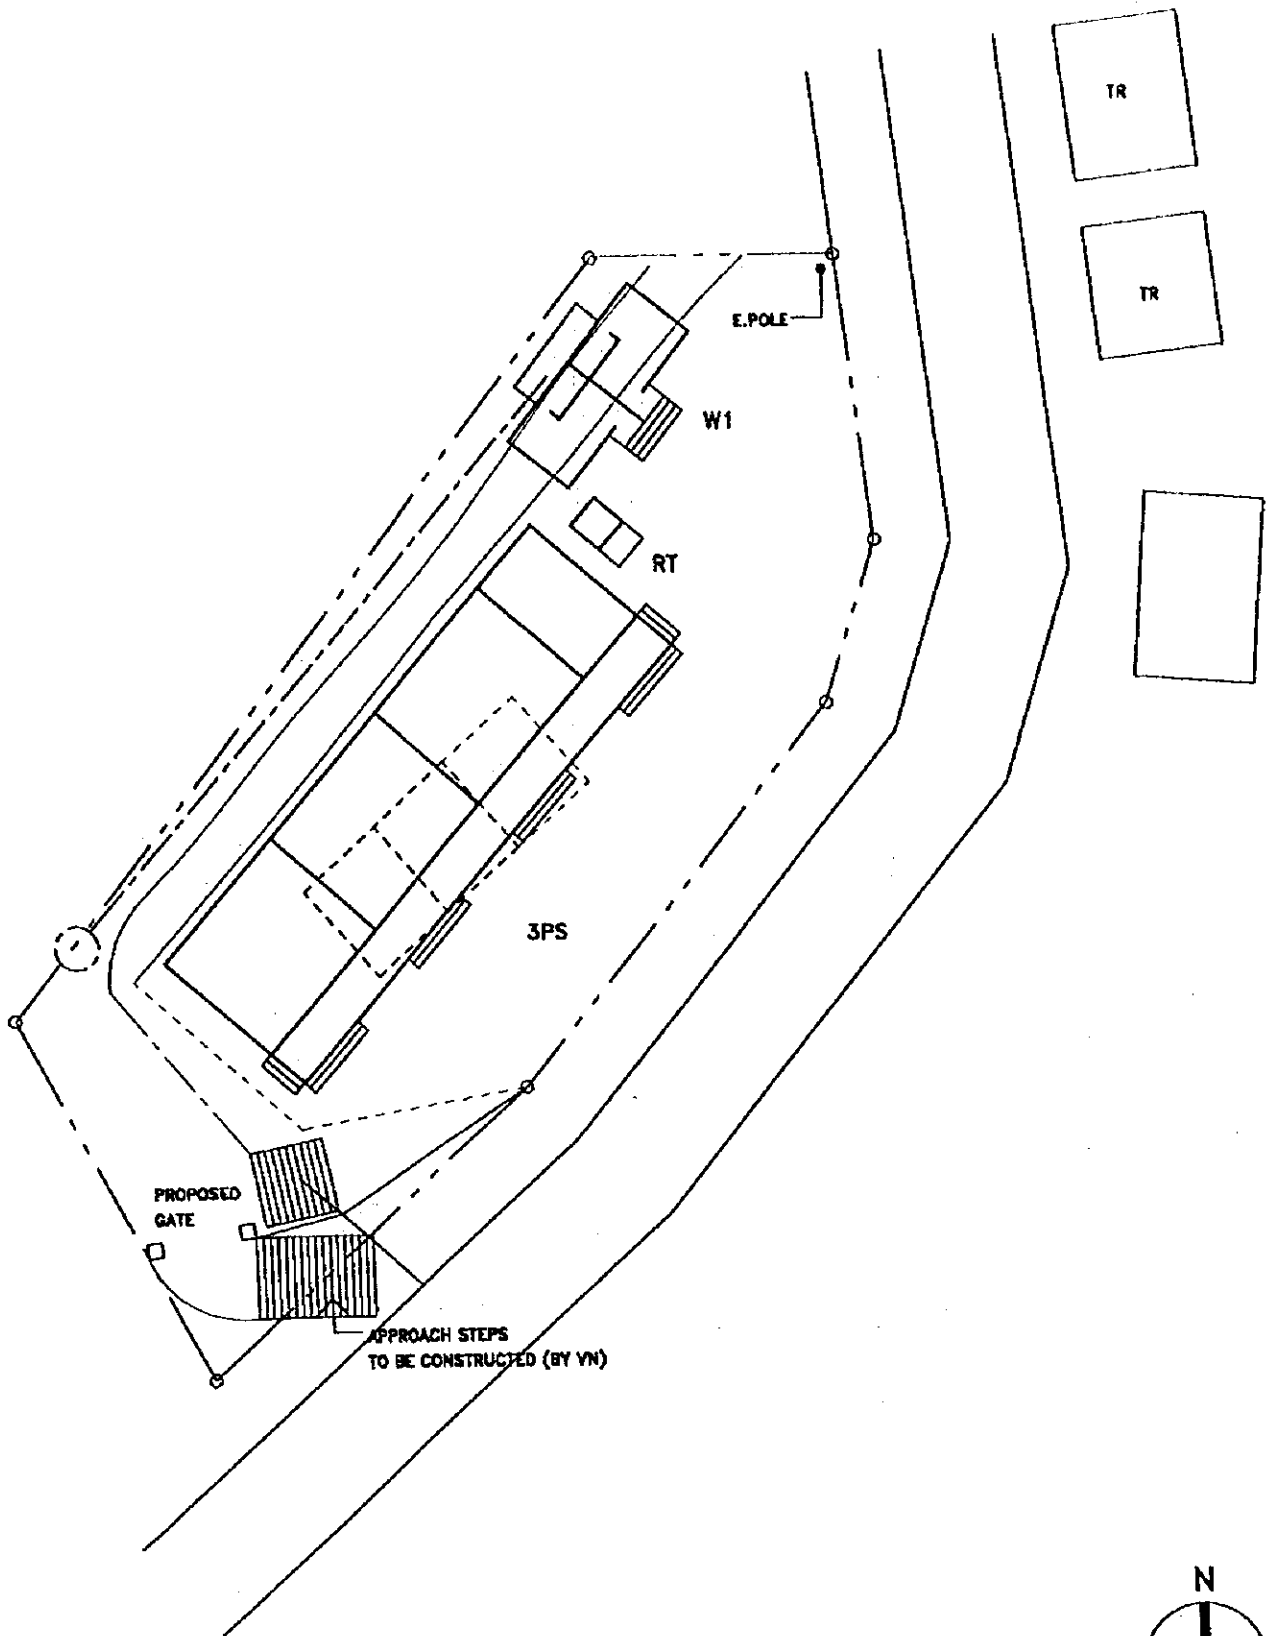 TR
TR
E.POLE
W1
RT
3PS
PROPOSED
GATE
APPROACH STEPS
TO BE CONSTRUCTED (BY VN)
N